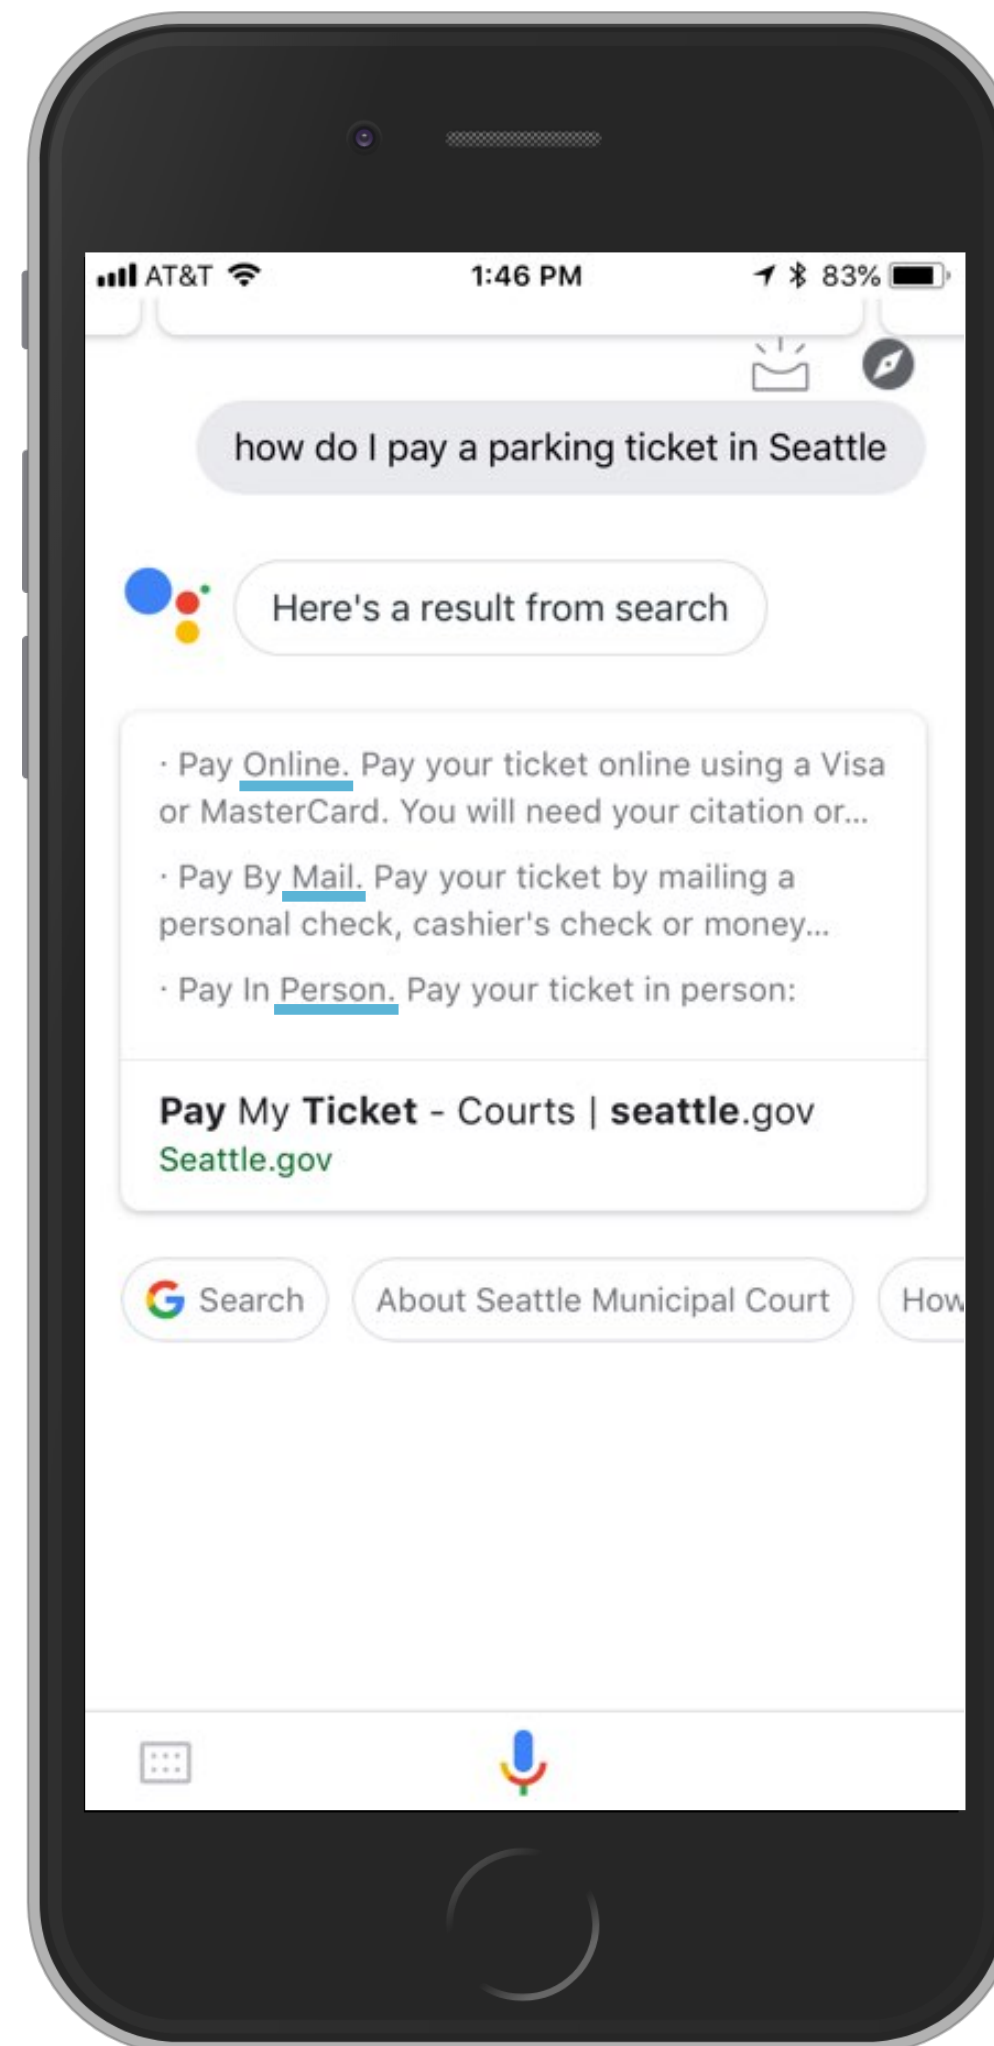 AT&T 1:46 PM 83%
how do I pay a parking ticket in Seattle
Here's a result from search
· Pay Online. Pay your ticket online using a Visa
or MasterCard. You will need your citation or...
· Pay By Mail. Pay your ticket by mailing a
personal check, cashier's check or money...
· Pay In Person. Pay your ticket in person:
Pay My Ticket - Courts | seattle.gov
Seattle.gov
G Search About Seattle Municipal Court How